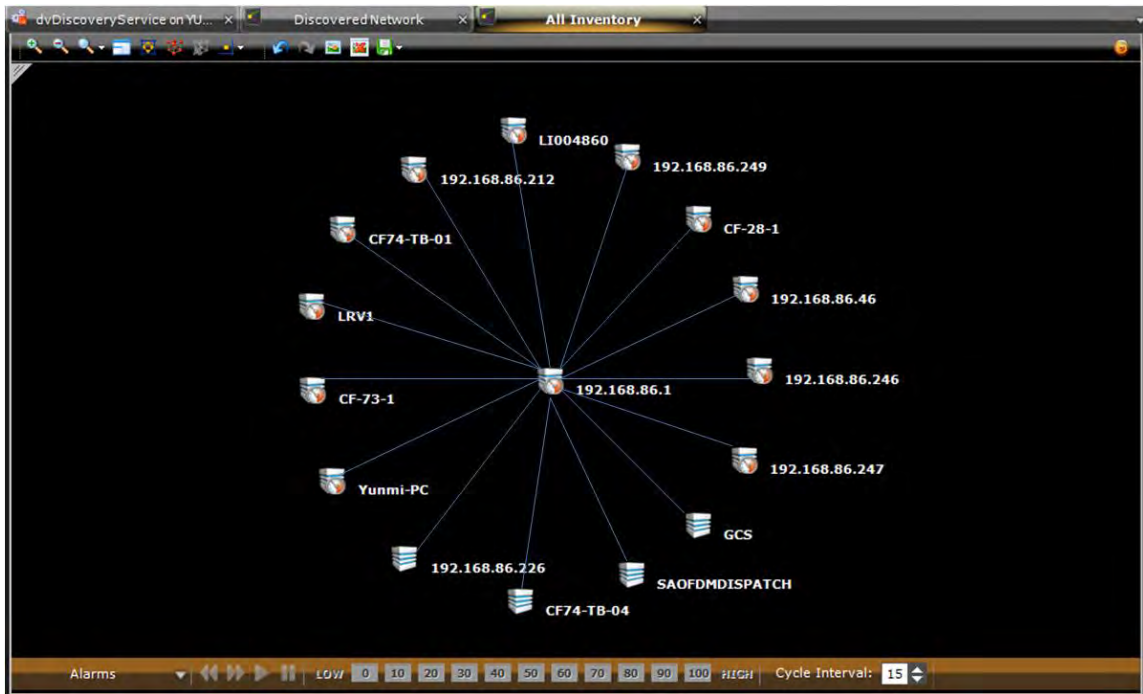 dvDiscoveryService on YU... × Discovered Network × All Inventory ×
LI004860
192.168.86.249
192.168.86.212
CF-28-1
CF74-TB-01
192.168.86.46
LRV1
192.168.86.246
192.168.86.1
CF-73-1
192.168.86.247
Yunmi-PC
GCS
192.168.86.226
SAOFDMDISPATCH
CF74-TB-04
Alarms LOW 0 10 20 30 40 50 60 70 80 90 100 HIGH Cycle Interval: 15